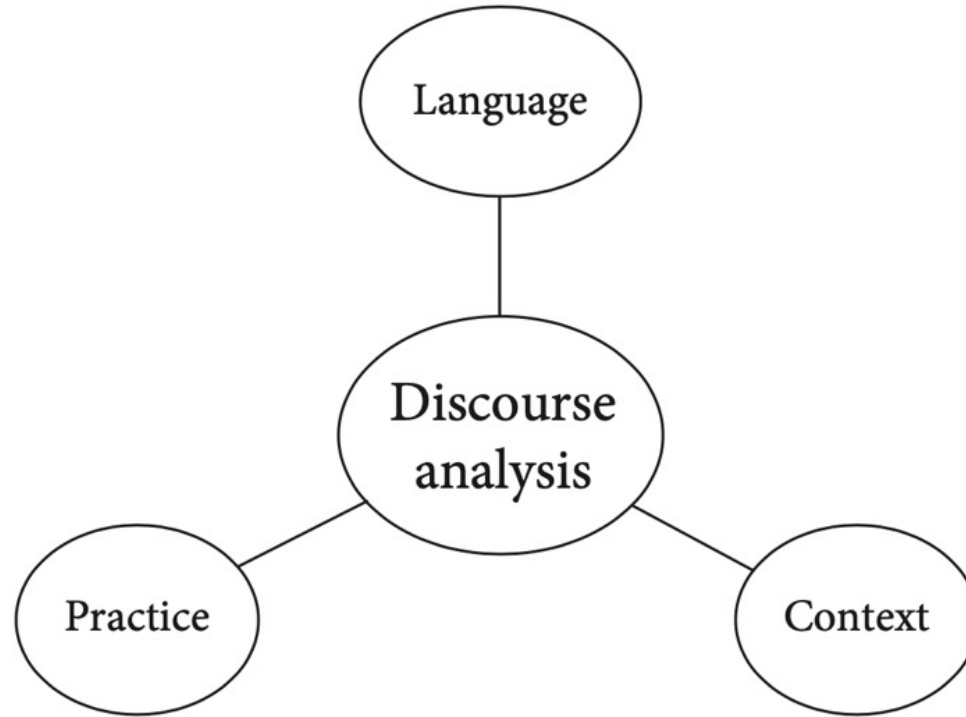 Language
Discourse
analysis
Practice
Context